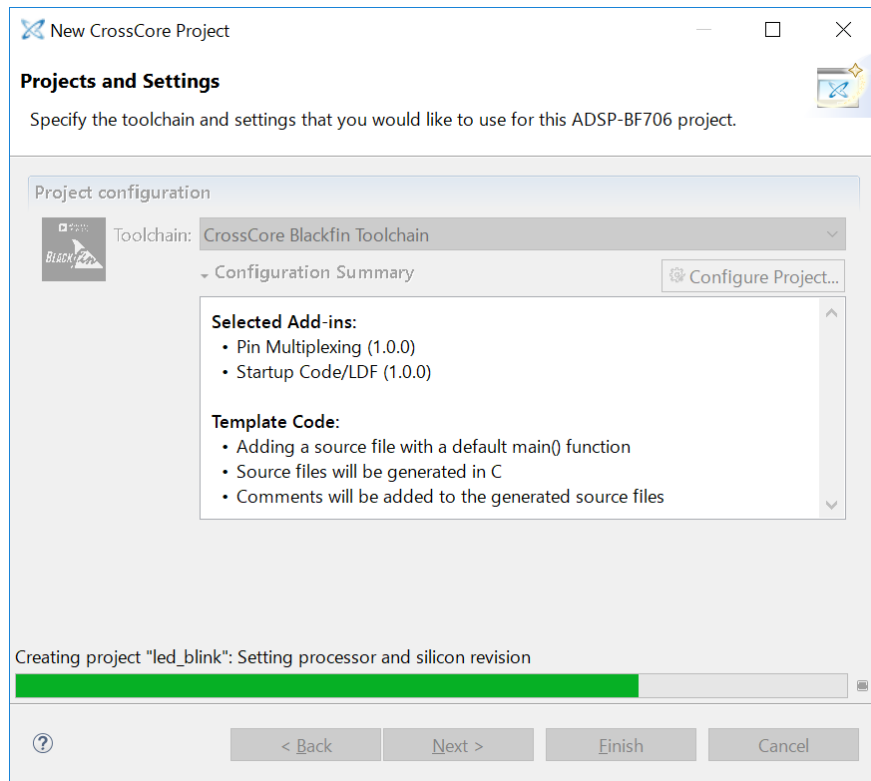 New CrossCore Project
Projects and Settings
Specify the toolchain and settings that you would like to use for this ADSP-BF706 project.
Project configuration
BLACKfin
Toolchain: CrossCore Blackfin Toolchain
Configuration Summary
Configure Project...
Selected Add-ins:
• Pin Multiplexing (1.0.0)
• Startup Code/LDF (1.0.0)
Template Code:
• Adding a source file with a default main() function
• Source files will be generated in C
• Comments will be added to the generated source files
Creating project "led_blink": Setting processor and silicon revision
?
< Back
Next >
Finish
Cancel